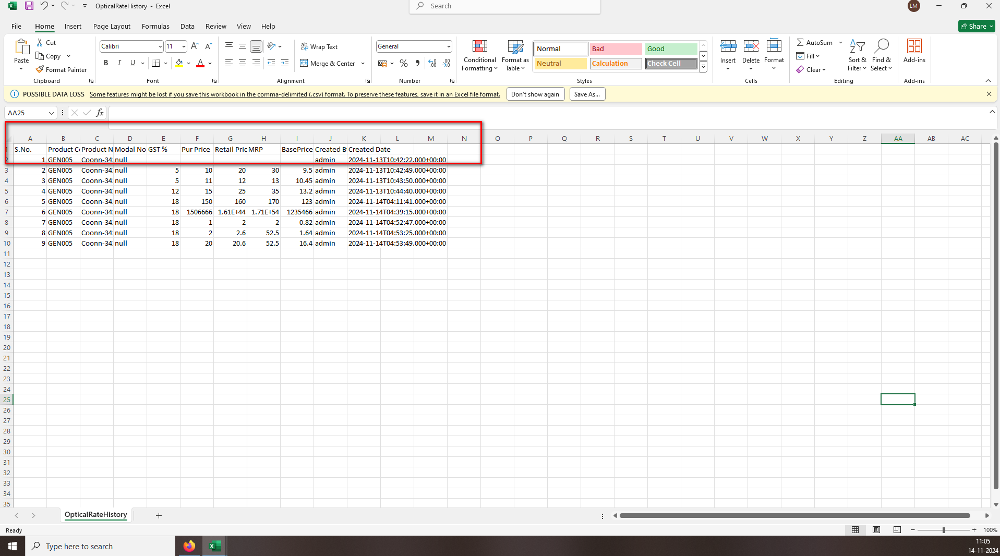 OpticalRateHistory - Excel
Search
LM
File Home Insert Page Layout Formulas Data Review View Help
Share
Paste
Cut
Copy
Format Painter
Clipboard
Calibri 11
B I U
Font
Wrap Text
Merge & Center
Alignment
General
Number
Conditional Formatting
Format as Table
Normal Bad Good
Neutral Calculation Check Cell
Styles
Insert Delete Format
Cells
AutoSum
Fill
Clear
Sort & Filter
Find & Select
Editing
Add-ins
Add-ins
POSSIBLE DATA LOSS Some features might be lost if you save this workbook in the comma-delimited (.csv) format. To preserve these features, save it in an Excel file format. Don't show again Save As...
AA25 fx
A B C D E F G H I J K L M N O P Q R S T U V W X Y Z AA AB AC
1 S.No. Product Co Product N Modal No GST % Pur Price Retail Pric MRP BasePrice Created B Created Date
2 1 GEN005 Coonn-342 null admin 2024-11-13T10:42:22.000+00:00
3 2 GEN005 Coonn-342 null 5 10 20 30 9.5 admin 2024-11-13T10:42:49.000+00:00
4 3 GEN005 Coonn-342 null 5 11 12 13 10.45 admin 2024-11-13T10:43:50.000+00:00
5 4 GEN005 Coonn-342 null 12 15 25 35 13.2 admin 2024-11-13T10:44:40.000+00:00
6 5 GEN005 Coonn-342 null 18 150 160 170 123 admin 2024-11-14T04:11:41.000+00:00
7 6 GEN005 Coonn-342 null 18 1506666 1.61E+44 1.71E+54 1235466 admin 2024-11-14T04:39:15.000+00:00
8 7 GEN005 Coonn-342 null 18 1 2 2 0.82 admin 2024-11-14T04:52:47.000+00:00
9 8 GEN005 Coonn-342 null 18 2 2.6 52.5 1.64 admin 2024-11-14T04:53:25.000+00:00
10 9 GEN005 Coonn-342 null 18 20 20.6 52.5 16.4 admin 2024-11-14T04:53:49.000+00:00
11
12
13
14
15
16
17
18
19
20
21
22
23
24
25
26
27
28
29
30
31
32
33
34
35
OpticalRateHistory
Ready
100%
Type here to search
11:05
14-11-2024